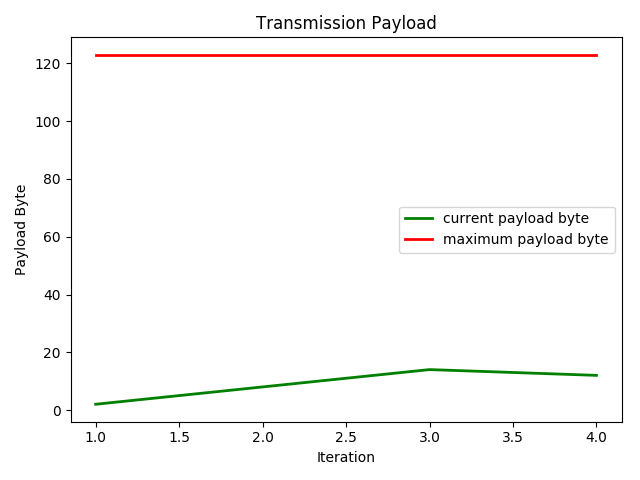 Transmission Payload
120
100
80
60
40
20
0
Payload Byte
current payload byte
maximum payload byte
1.0 1.5 2.0 2.5 3.0 3.5 4.0
Iteration